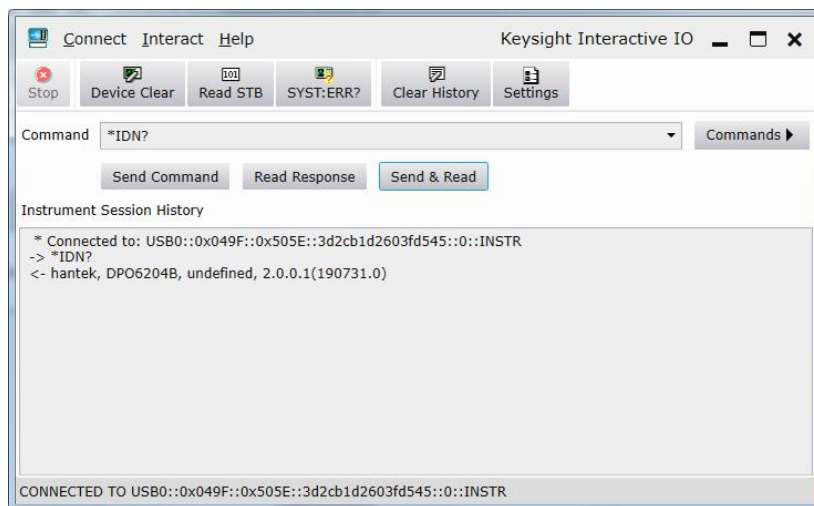 Connect Interact Help Keysight Interactive IO
Stop Device Clear Read STB SYST:ERR? Clear History Settings
Command *IDN? Commands
Send Command Read Response Send & Read
Instrument Session History
* Connected to: USB0::0x049F::0x505E::3d2cb1d2603fd545::0::INSTR
-> *IDN?
<- hantek, DPO6204B, undefined, 2.0.0.1(190731.0)
CONNECTED TO USB0::0x049F::0x505E::3d2cb1d2603fd545::0::INSTR